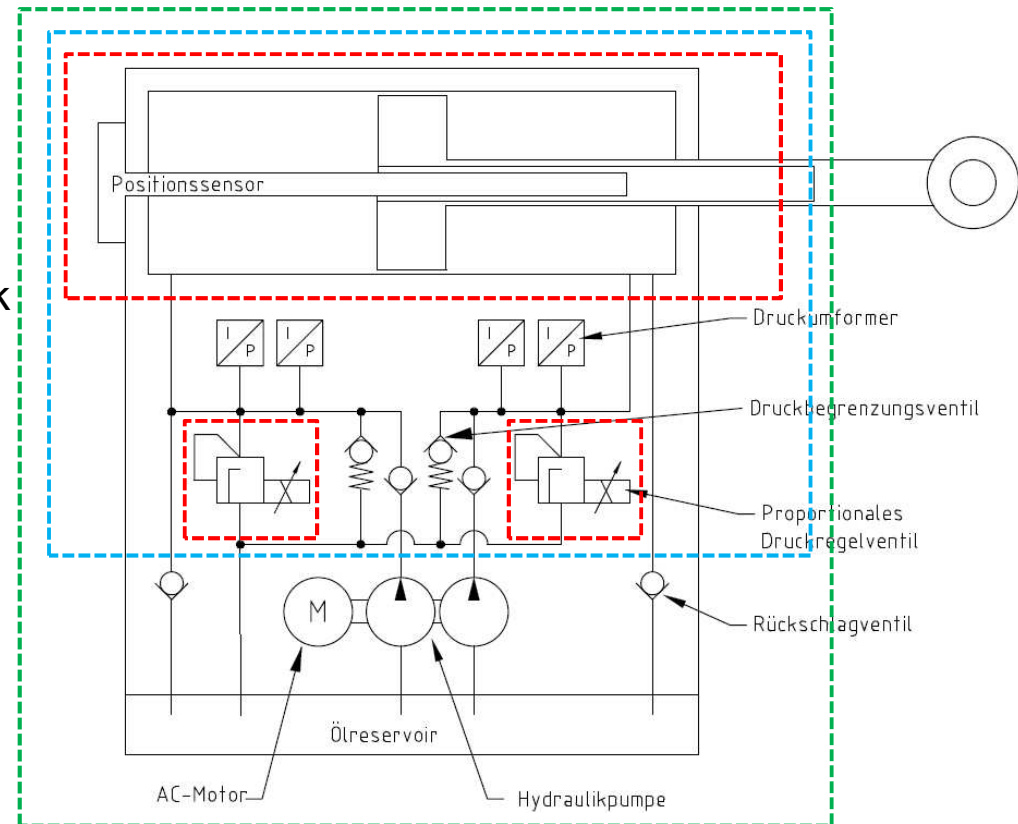 Positionssensor
k
I/P I/P I/P I/P
Druckumformer
Druckbegrenzungsventil
Proportionales
Druckregelventil
M
Rückschlagventil
Ölreservoir
AC-Motor
Hydraulikpumpe